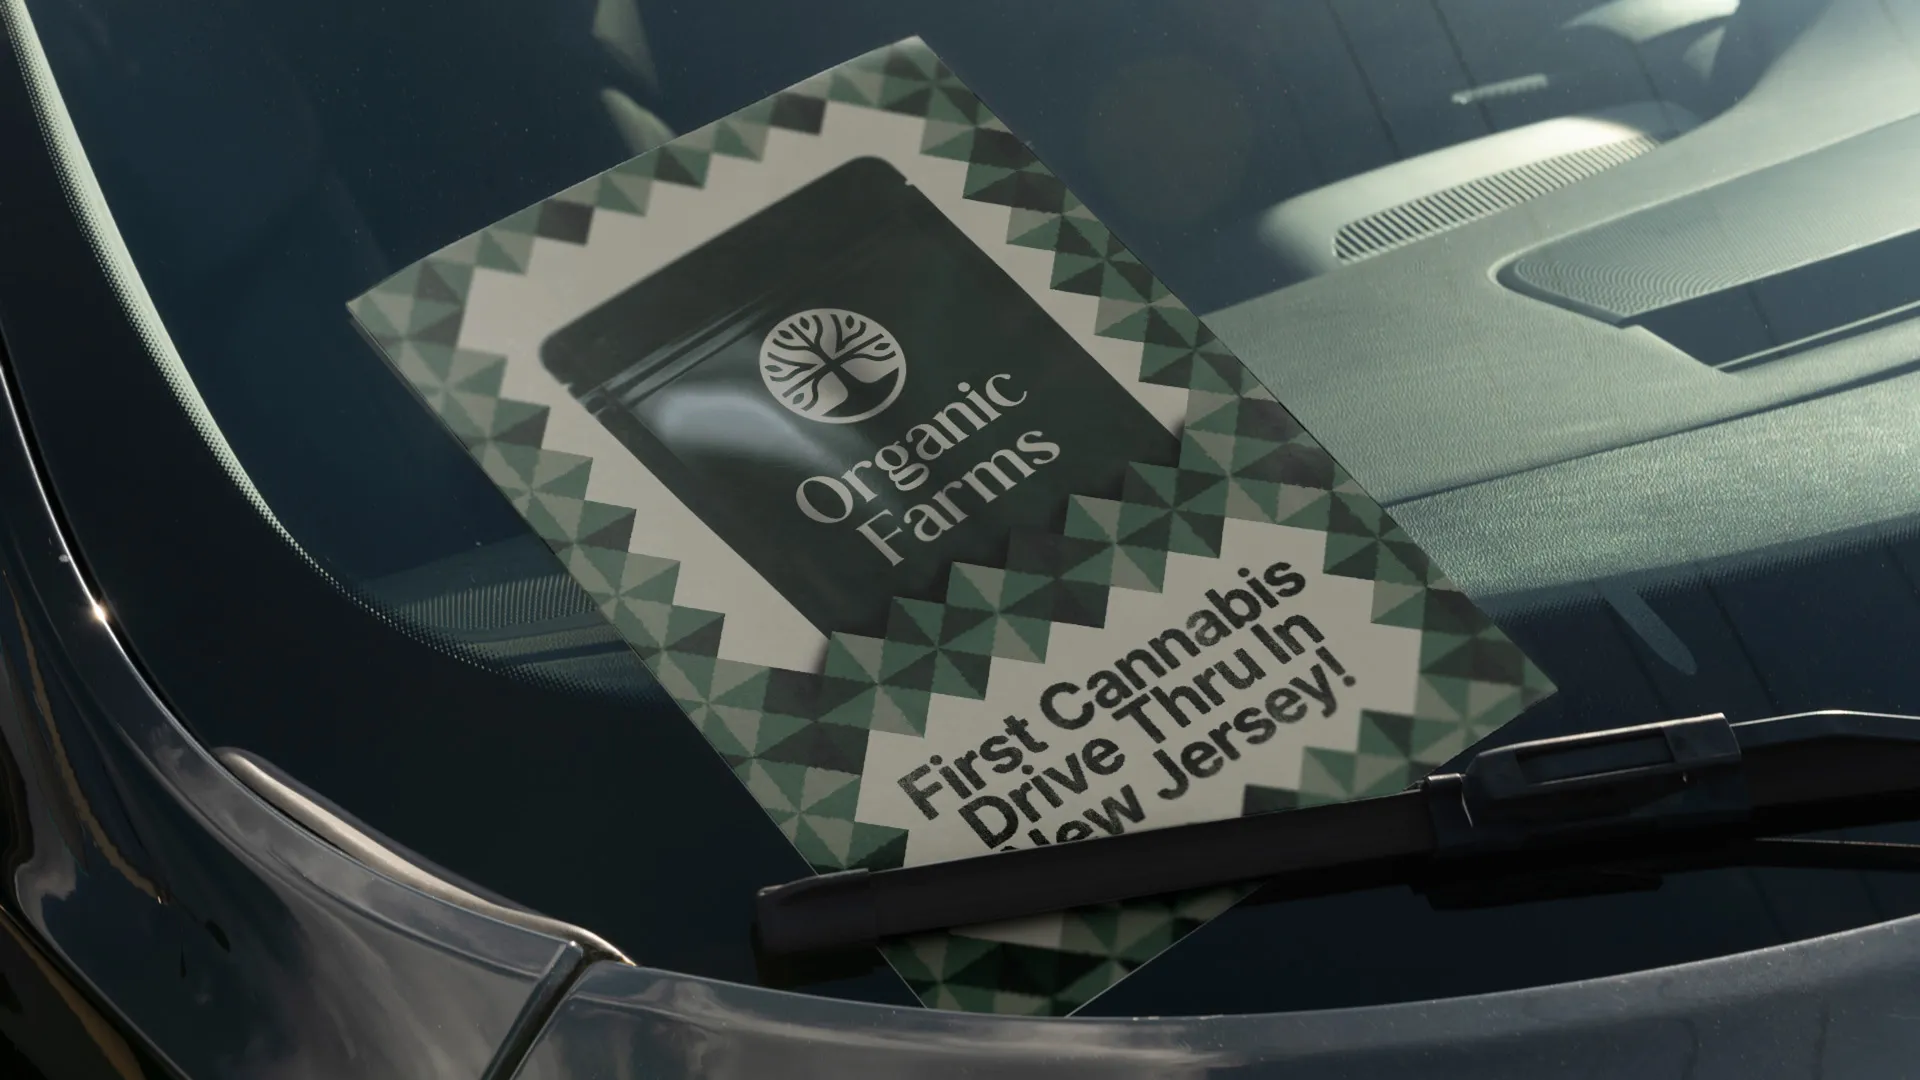 Organic
Farms
First Cannabis
Drive Thru In
New Jersey!